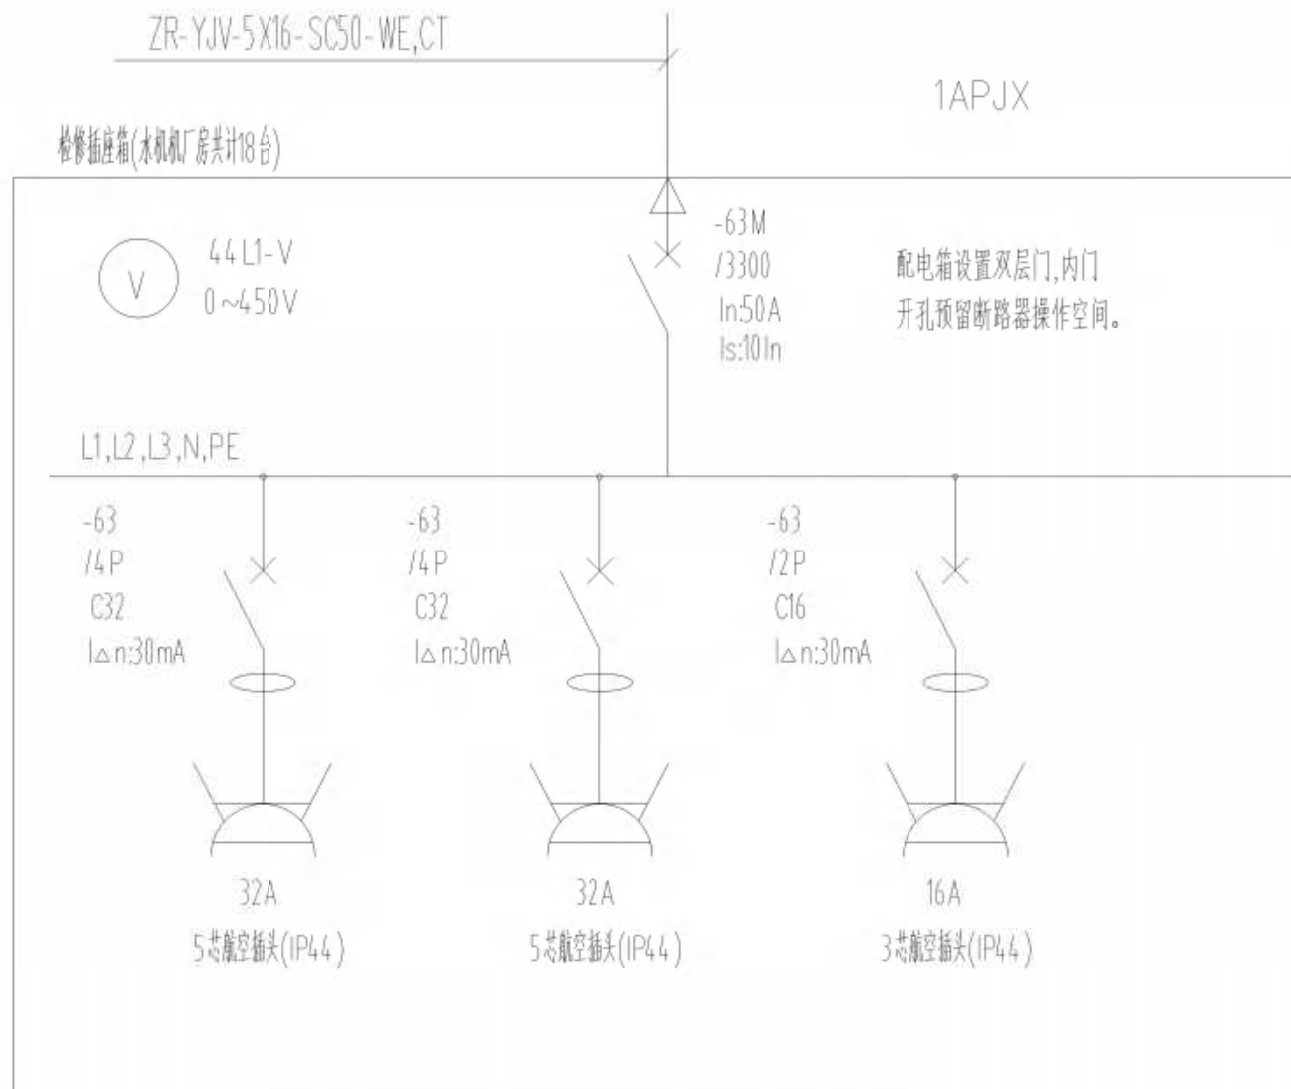 ZR-YJV-5X16-SC50-WE,CT
1APJX
检修插座箱(水机机厂房共计18台)
V
44L1-V
0~450V
-63M
/3300
In:50A
Is:10In
配电箱设置双层门,内门
开孔预留断路器操作空间。
L1,L2,L3,N,PE
-63
/4P
C32
I△n:30mA
-63
/4P
C32
I△n:30mA
-63
/2P
C16
I△n:30mA
32A
5芯航空插头(IP44)
32A
5芯航空插头(IP44)
16A
3芯航空插头(IP44)